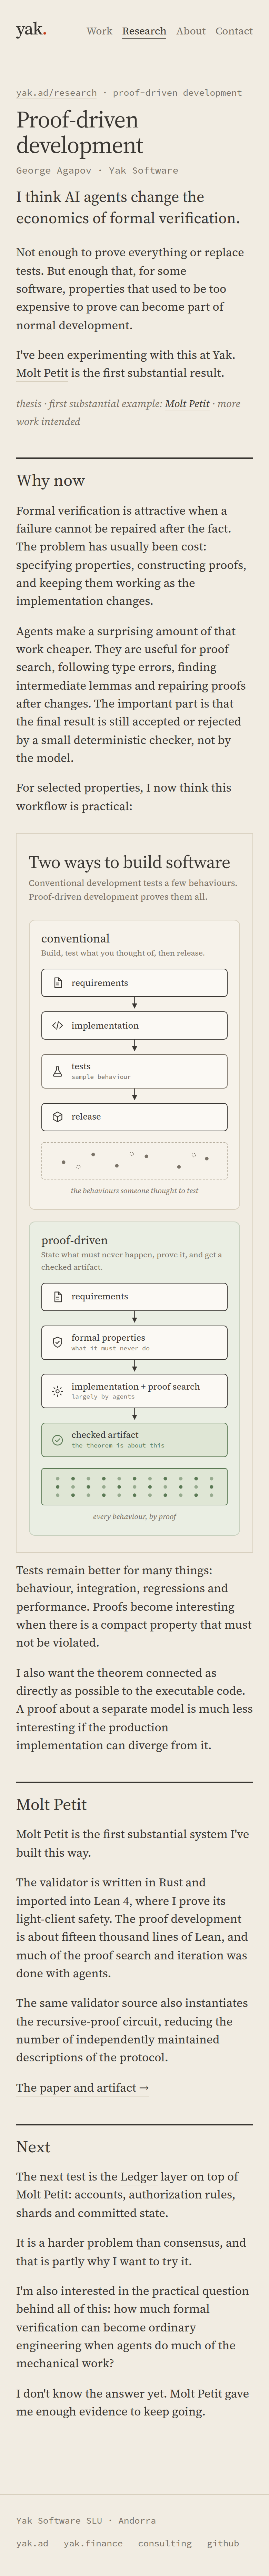 yak.
Work Research About Contact
yak.ad/research · proof-driven development
Proof-driven
development
George Agapov · Yak Software
I think AI agents change the
economics of formal verification.
Not enough to prove everything or replace
tests. But enough that, for some
software, properties that used to be too
expensive to prove can become part of
normal development.
I've been experimenting with this at Yak.
Molt Petit is the first substantial result.
thesis · first substantial example: Molt Petit · more
work intended
Why now
Formal verification is attractive when a
failure cannot be repaired after the fact.
The problem has usually been cost:
specifying properties, constructing proofs,
and keeping them working as the
implementation changes.
Agents make a surprising amount of that
work cheaper. They are useful for proof
search, following type errors, finding
intermediate lemmas and repairing proofs
after changes. The important part is that
the final result is still accepted or rejected
by a small deterministic checker, not by
the model.
For selected properties, I now think this
workflow is practical:
Two ways to build software
Conventional development tests a few behaviours.
Proof-driven development proves them all.
conventional
Build, test what you thought of, then release.
requirements
implementation
tests
sample behaviour
release
the behaviours someone thought to test
proof-driven
State what must never happen, prove it, and get a
checked artifact.
requirements
formal properties
what it must never do
implementation + proof search
largely by agents
checked artifact
the theorem is about this
every behaviour, by proof
Tests remain better for many things:
behaviour, integration, regressions and
performance. Proofs become interesting
when there is a compact property that must
not be violated.
I also want the theorem connected as
directly as possible to the executable code.
A proof about a separate model is much less
interesting if the production
implementation can diverge from it.
Molt Petit
Molt Petit is the first substantial system I've
built this way.
The validator is written in Rust and
imported into Lean 4, where I prove its
light-client safety. The proof development
is about fifteen thousand lines of Lean, and
much of the proof search and iteration was
done with agents.
The same validator source also instantiates
the recursive-proof circuit, reducing the
number of independently maintained
descriptions of the protocol.
The paper and artifact →
Next
The next test is the Ledger layer on top of
Molt Petit: accounts, authorization rules,
shards and committed state.
It is a harder problem than consensus, and
that is partly why I want to try it.
I'm also interested in the practical question
behind all of this: how much formal
verification can become ordinary
engineering when agents do much of the
mechanical work?
I don't know the answer yet. Molt Petit gave
me enough evidence to keep going.
Yak Software SLU · Andorra
yak.ad yak.finance consulting github